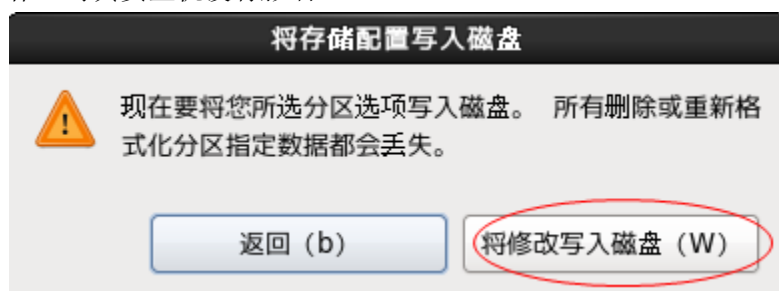 将存储配置写入磁盘
现在要将您所选分区选项写入磁盘。 所有删除或重新格
式化分区指定数据都会丢失。
返回（b）
将修改写入磁盘（W）